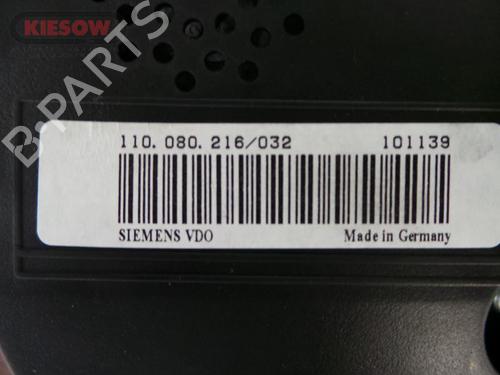 KIESOW
B-PARTS
110. 080. 216/032 101139
SIEMENS VDO Made in Germany